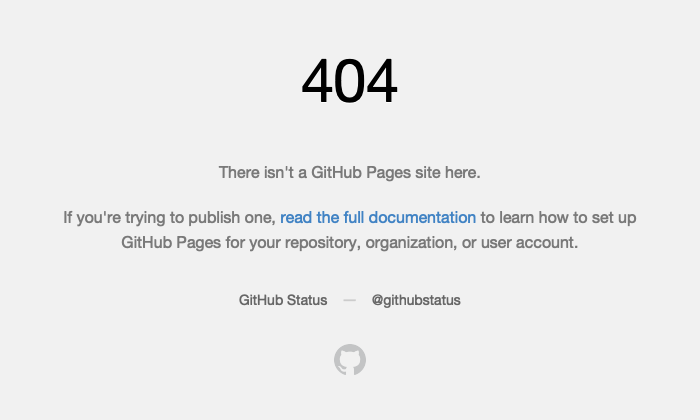 404
There isn't a GitHub Pages site here.
If you're trying to publish one, read the full documentation to learn how to set up
GitHub Pages for your repository, organization, or user account.
GitHub Status — @githubstatus